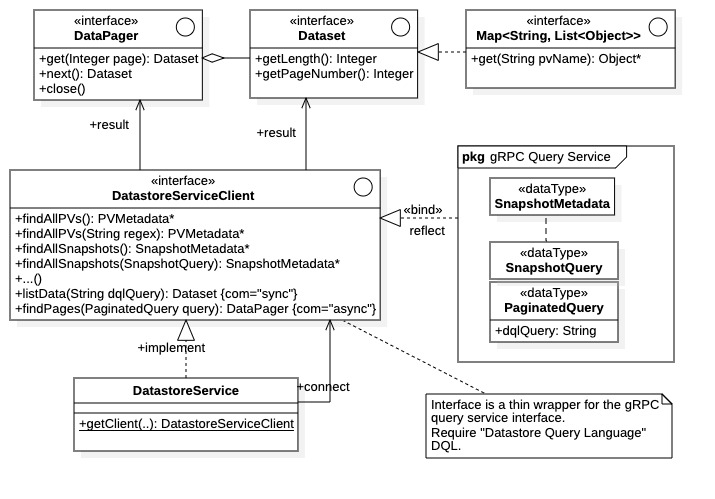 «interface»
DataPager
+get(Integer page): Dataset
+next(): Dataset
+close()
«interface»
Dataset
+getLength(): Integer
+getPageNumber(): Integer
«interface»
Map<String, List<Object>>
+get(String pvName): Object*
+result
+result
«interface»
DatastoreServiceClient
+findAllPVs(): PVMetadata*
+findAllPVs(String regex): PVMetadata*
+findAllSnapshots(): SnapshotMetadata*
+findAllSnapshots(SnapshotQuery): SnapshotMetadata*
+...()
+listData(String dqlQuery): Dataset {com="sync"}
+findPages(PaginatedQuery query): DataPager {com="async"}
«bind»
reflect
pkg gRPC Query Service
«dataType»
SnapshotMetadata
«dataType»
SnapshotQuery
«dataType»
PaginatedQuery
+dqlQuery: String
+implement
+connect
DatastoreService
+getClient(..): DatastoreServiceClient
Interface is a thin wrapper for the gRPC
query service interface.
Require "Datastore Query Language"
DQL.